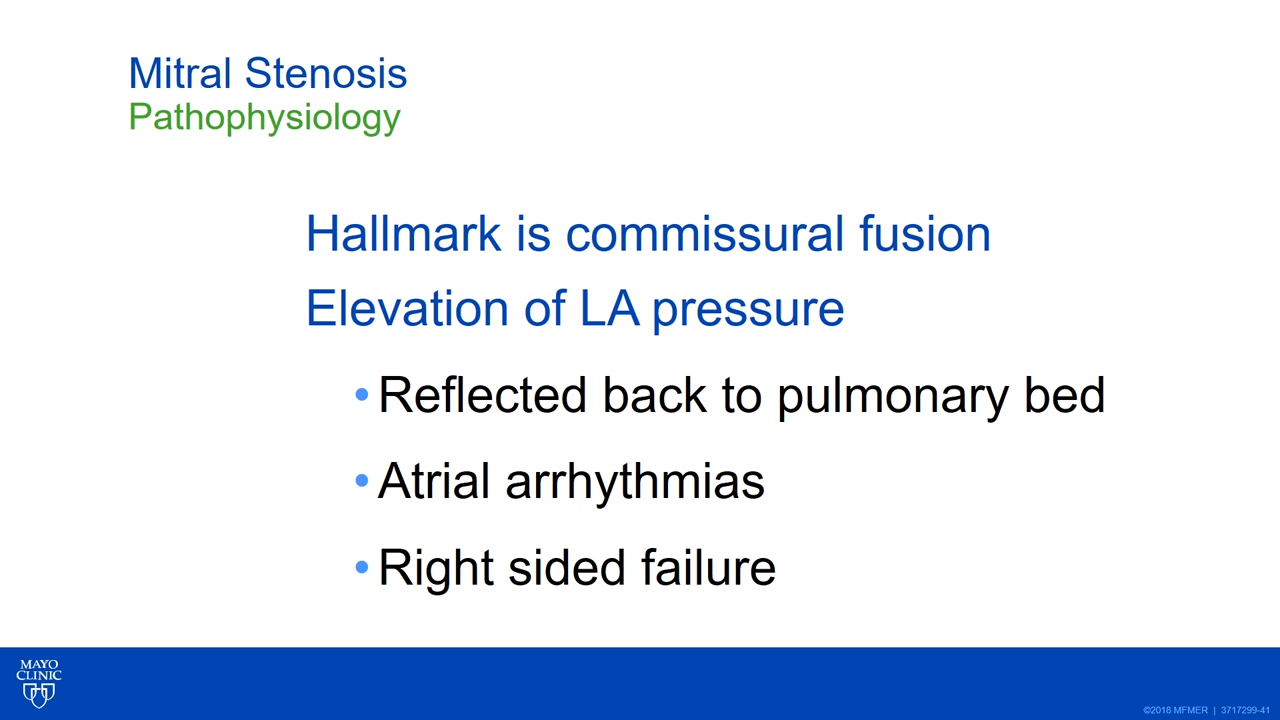 Mitral Stenosis
Pathophysiology
Hallmark is commissural fusion
Elevation of LA pressure
• Reflected back to pulmonary bed
• Atrial arrhythmias
• Right sided failure
MAYO
CLINIC
©2018 MFMER | 3717299-41